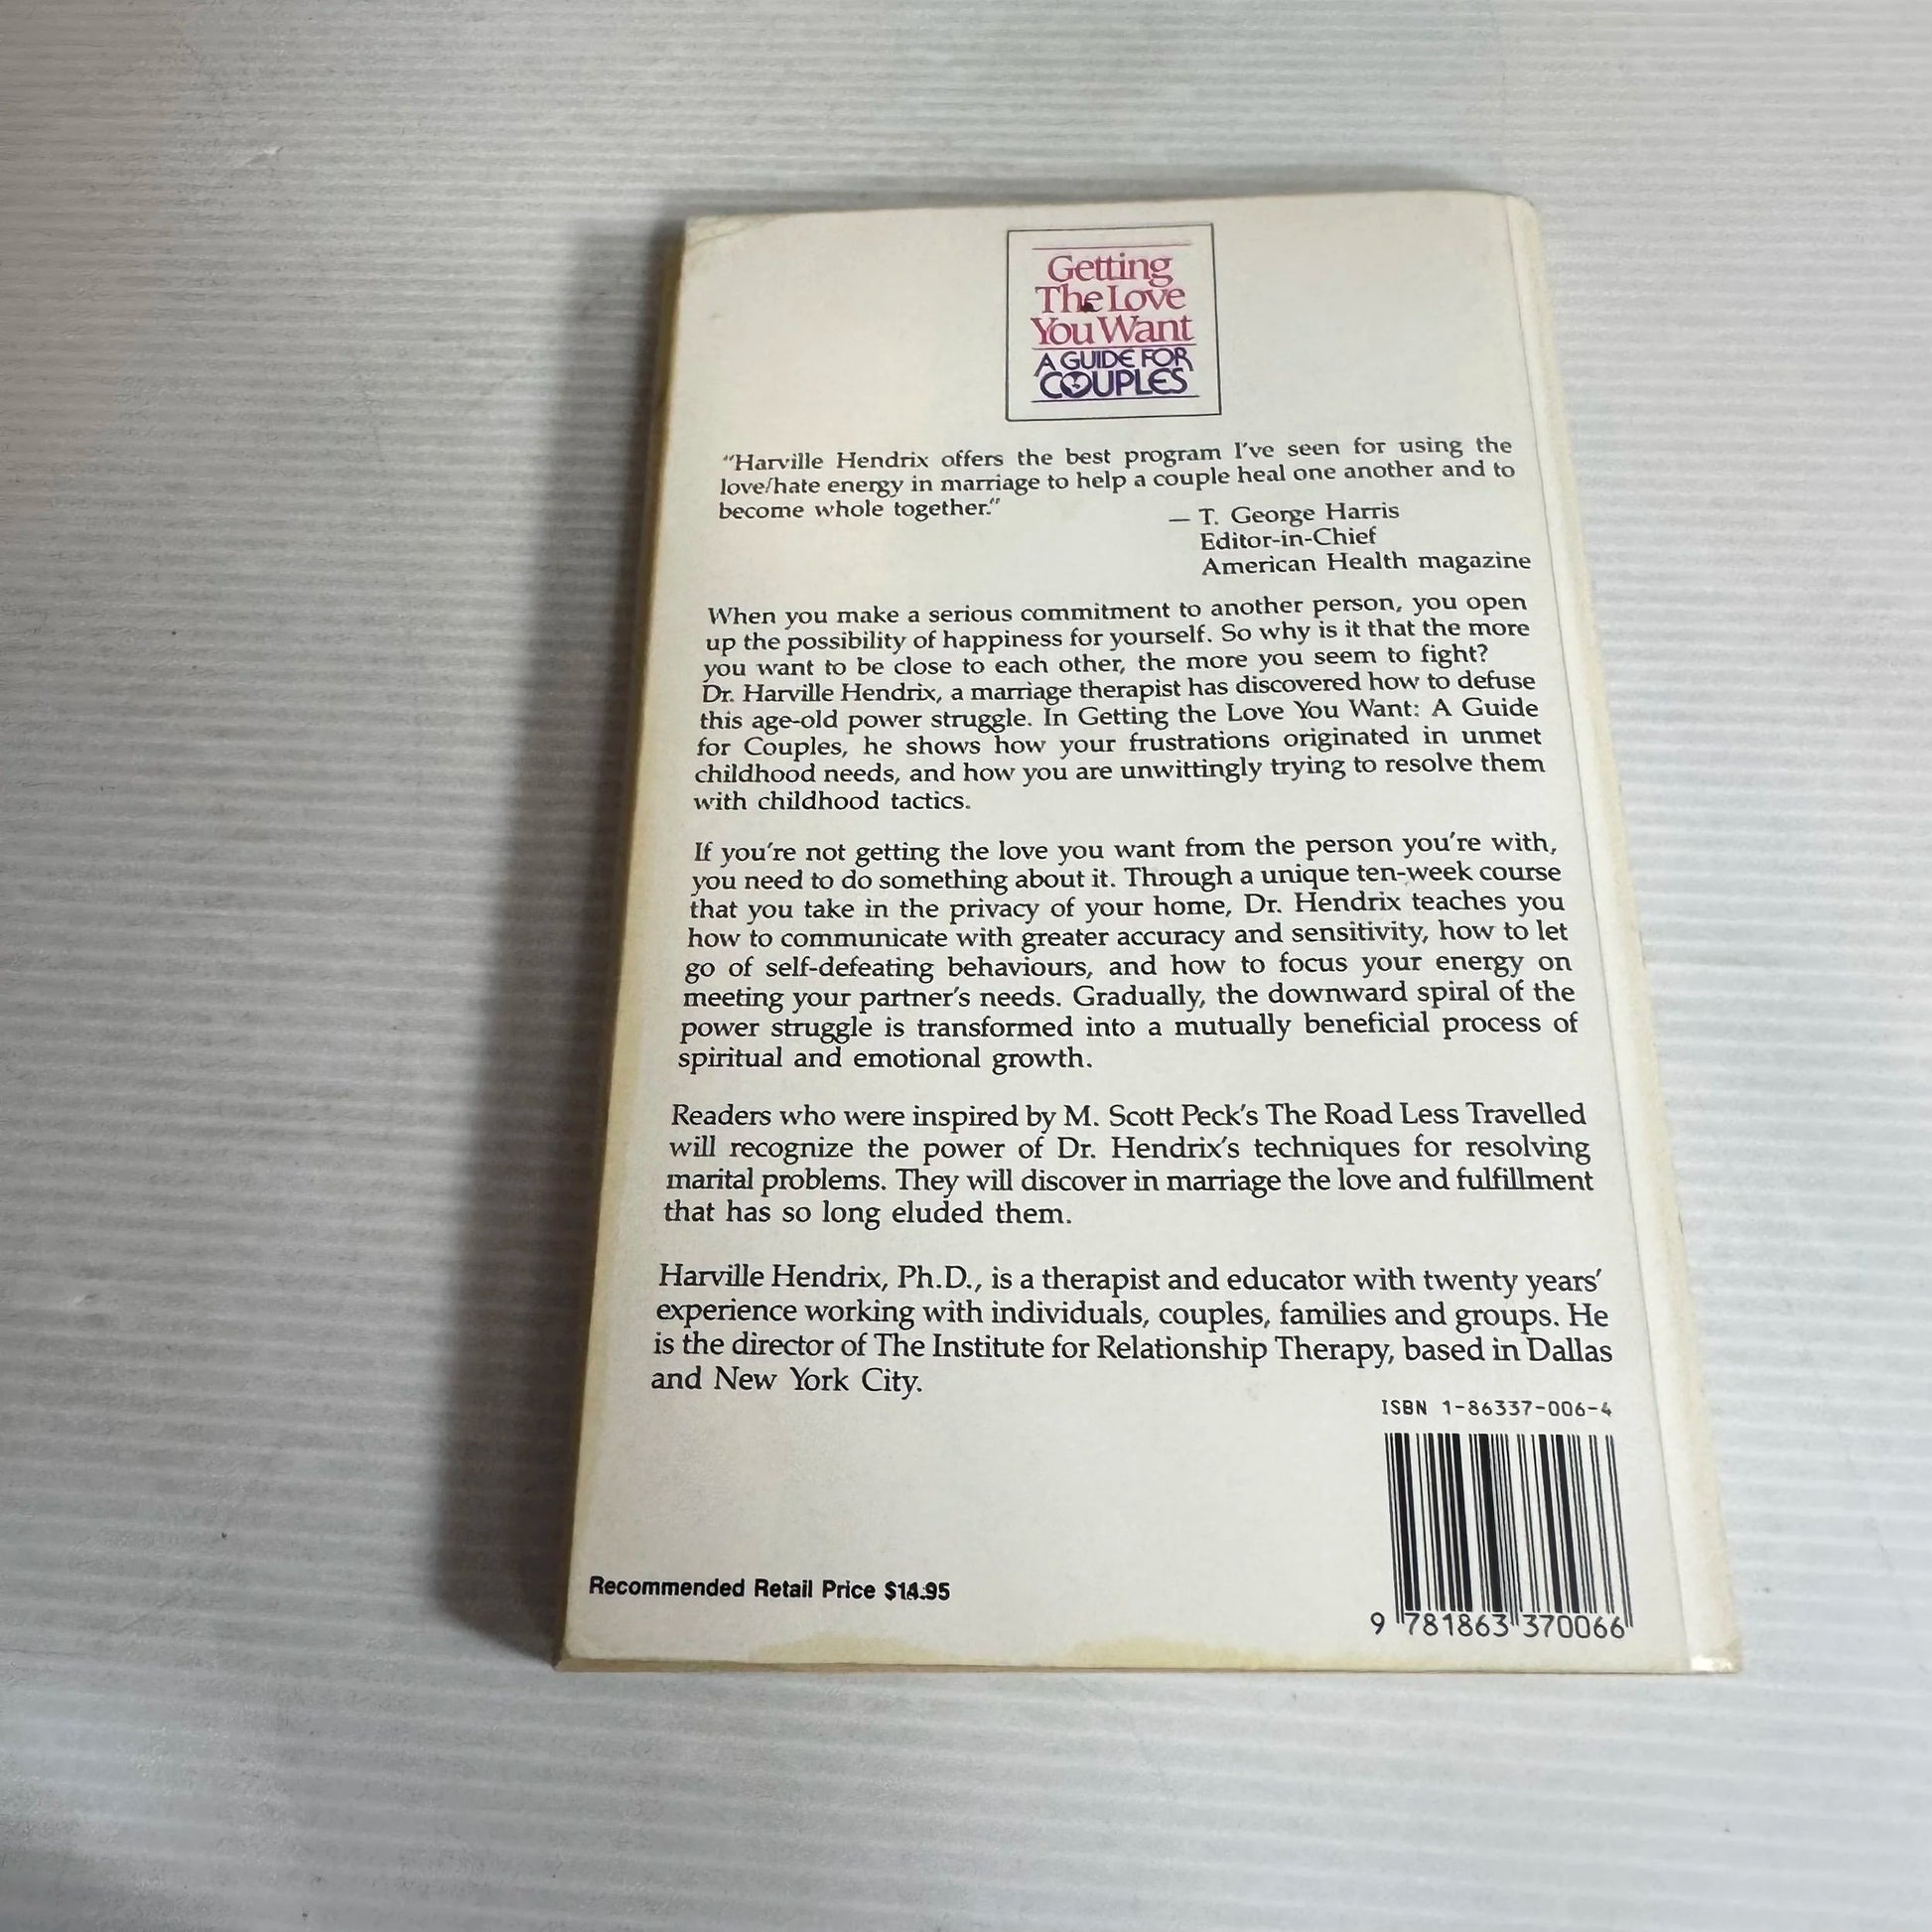 Getting
The Love
You Want
A GUIDE FOR
COUPLES
"Harville Hendrix offers the best program I've seen for using the
love/hate energy in marriage to help a couple heal one another and to
become whole together."
— T. George Harris
Editor-in-Chief
American Health magazine
When you make a serious commitment to another person, you open
up the possibility of happiness for yourself. So why is it that the more
you want to be close to each other, the more you seem to fight?
Dr. Harville Hendrix, a marriage therapist has discovered how to defuse
this age-old power struggle. In Getting the Love You Want: A Guide
for Couples, he shows how your frustrations originated in unmet
childhood needs, and how you are unwittingly trying to resolve them
with childhood tactics.
If you're not getting the love you want from the person you're with,
you need to do something about it. Through a unique ten-week course
that you take in the privacy of your home, Dr. Hendrix teaches you
how to communicate with greater accuracy and sensitivity, how to let
go of self-defeating behaviours, and how to focus your energy on
meeting your partner's needs. Gradually, the downward spiral of the
power struggle is transformed into a mutually beneficial process of
spiritual and emotional growth.
Readers who were inspired by M. Scott Peck's The Road Less Travelled
will recognize the power of Dr. Hendrix's techniques for resolving
marital problems. They will discover in marriage the love and fulfillment
that has so long eluded them.
Harville Hendrix, Ph.D., is a therapist and educator with twenty years'
experience working with individuals, couples, families and groups. He
is the director of The Institute for Relationship Therapy, based in Dallas
and New York City.
ISBN 1-86337-006-4
Recommended Retail Price $14.95
9 781863 370066